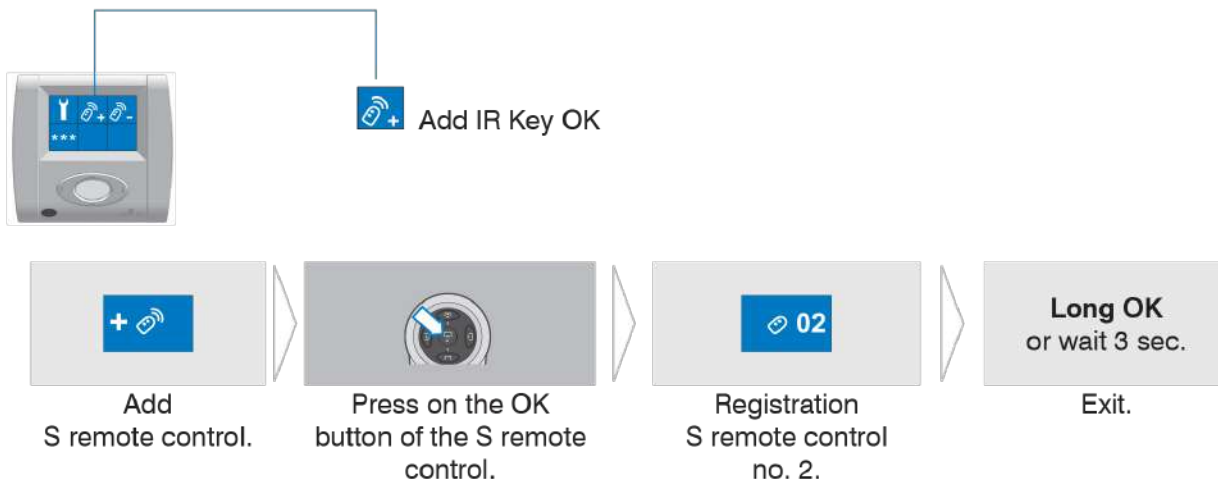 + -
***
+ Add IR Key OK
+ 02 Long OK
or wait 3 sec.
Add Press on the OK Registration Exit.
S remote control. button of the S remote S remote control
control. no. 2.